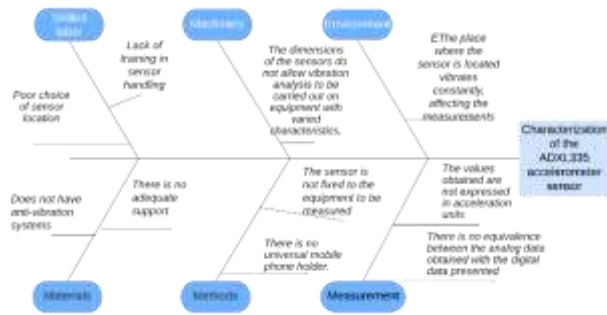 Skilled
labor
Machinery
Environment
Lack of
training in
sensor
handling
Poor choice
of sensor
location
The dimensions
of the sensors do
not allow vibration
analysis to be
carried out on
equipment with
varied
characteristics.
EThe place
where the
sensor is located
vibrates
constantly,
affecting the
measurements
Characterization
of the
ADXL335
accelerometer
sensor
Does not have
anti-vibration
systems
There is no
adequate
support
The sensor is
not fixed to the
equipment to be
measured
There is no
universal mobile
phone holder.
The values
obtained are
not expressed
in acceleration
units
There is no equivalence
between the analog data
obtained with the digital
data presented
Materials
Methods
Measurement